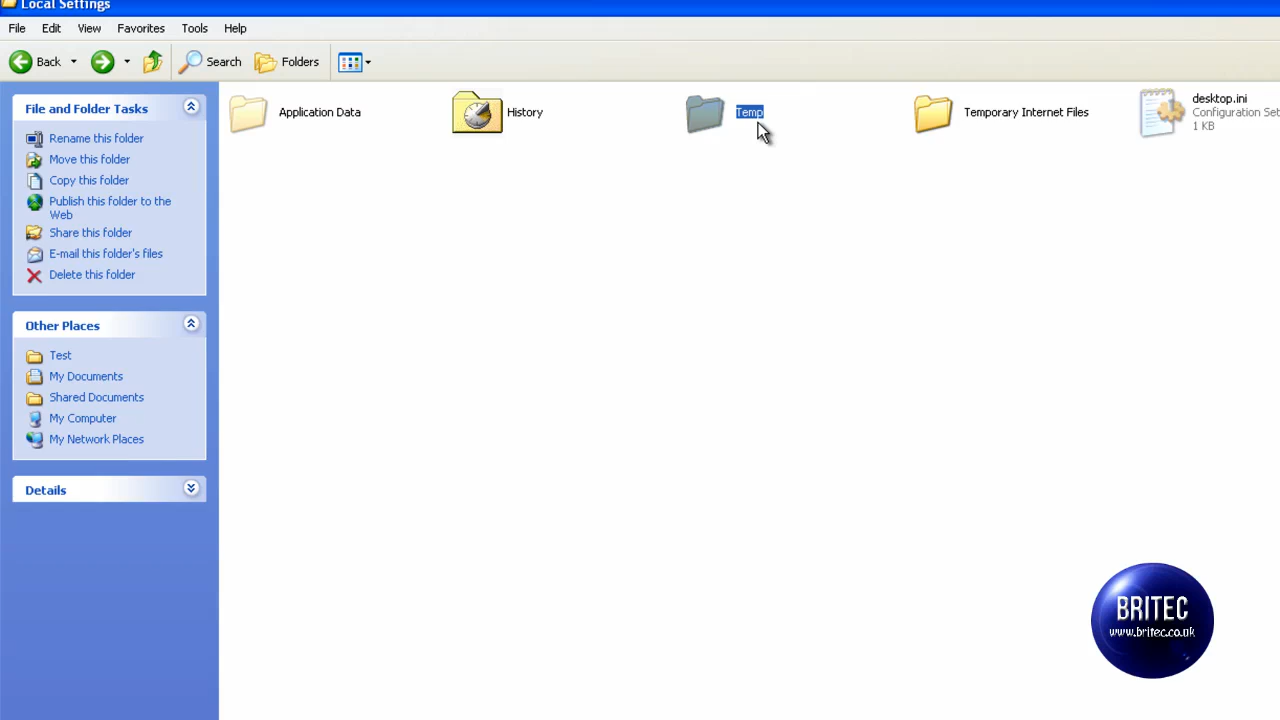 Local Settings
File Edit View Favorites Tools Help
Back Search Folders
File and Folder Tasks
Rename this folder
Move this folder
Copy this folder
Publish this folder to the
Web
Share this folder
E-mail this folder's files
Delete this folder
Other Places
Test
My Documents
Shared Documents
My Computer
My Network Places
Details
Application Data
History
Temp
Temporary Internet Files
desktop.ini
Configuration Set
1 KB
BRITEC
www.britec.co.uk